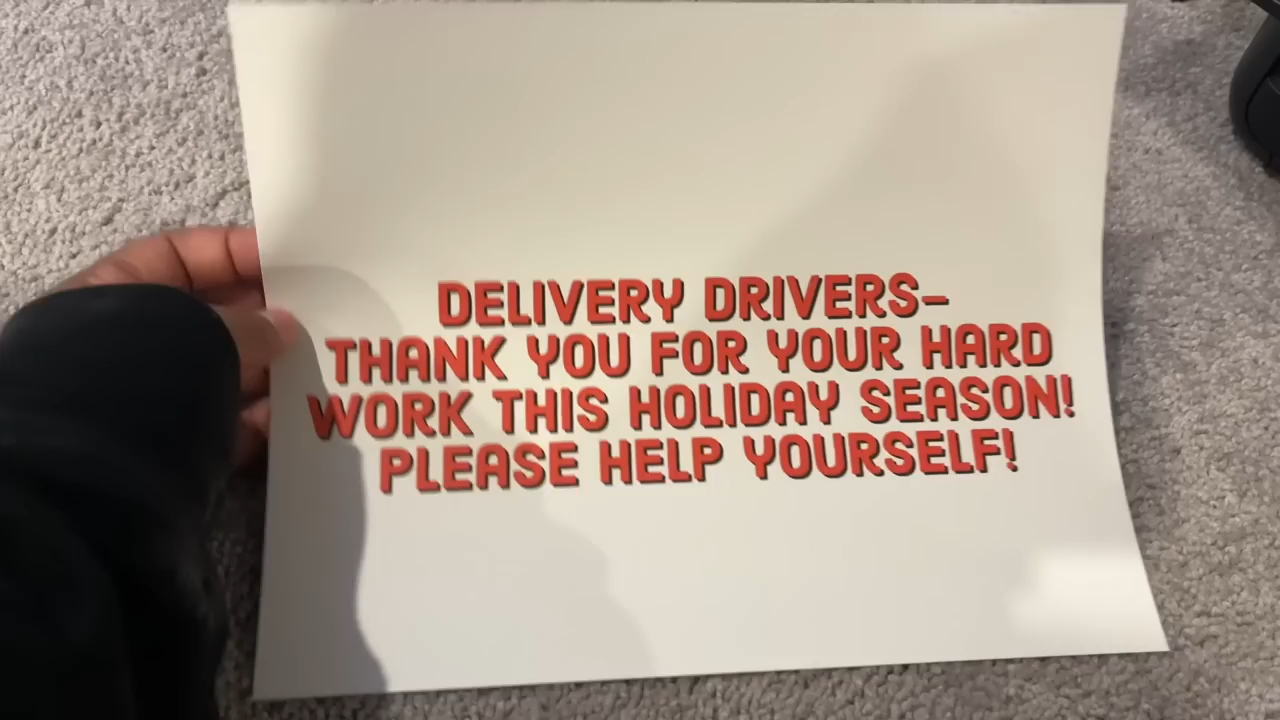 DELIVERY DRIVERS-
THANK YOU FOR YOUR HARD
WORK THIS HOLIDAY SEASON!
PLEASE HELP YOURSELF!